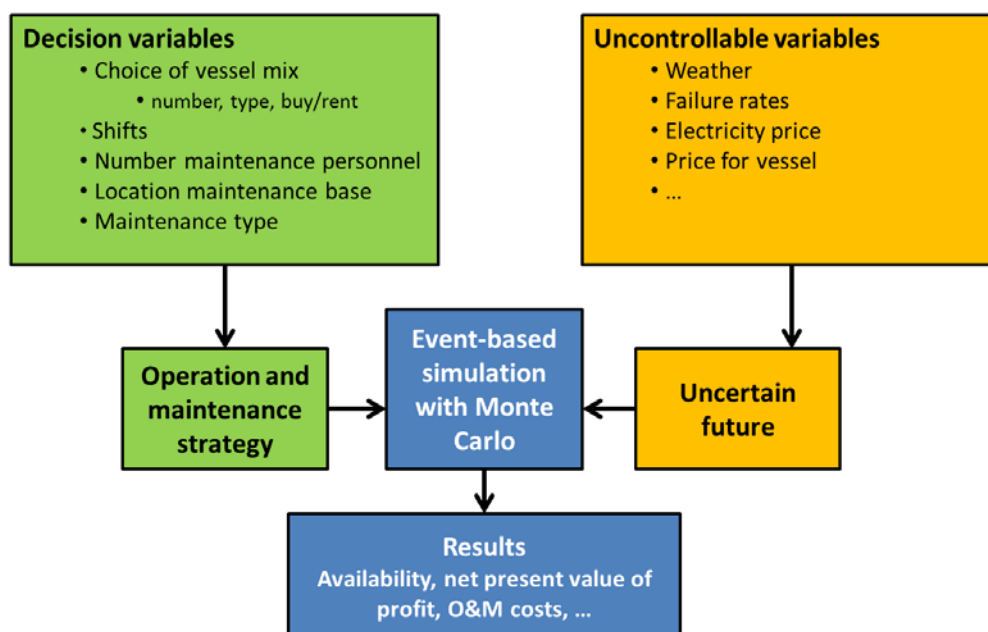 Decision variables
• Choice of vessel mix
• number, type, buy/rent
• Shifts
• Number maintenance personnel
• Location maintenance base
• Maintenance type
Uncontrollable variables
• Weather
• Failure rates
• Electricity price
• Price for vessel
• ...
Operation and
maintenance
strategy
Event-based
simulation
with Monte
Carlo
Uncertain
future
Results
Availability, net present value of
profit, O&M costs, ...